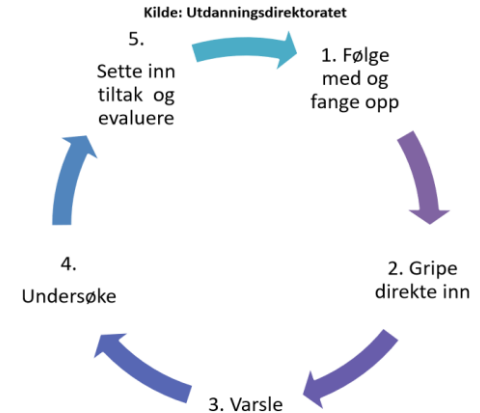 Kilde: Utdanningsdirektoratet
1. Følge
med og
fange opp
2. Gripe
direkte inn
3. Varsle
4.
Undersøke
5.
Sette inn
tiltak og
evaluere